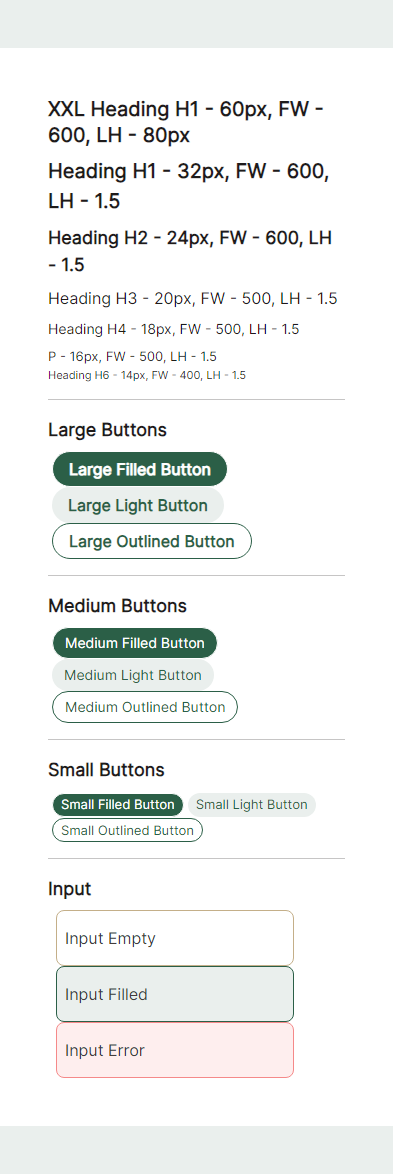 XXL Heading H1 - 60px, FW -
600, LH - 80px
Heading H1 - 32px, FW - 600,
LH - 1.5
Heading H2 - 24px, FW - 600, LH
- 1.5
Heading H3 - 20px, FW - 500, LH - 1.5
Heading H4 - 18px, FW - 500, LH - 1.5
P - 16px, FW - 500, LH - 1.5
Heading H6 - 14px, FW - 400, LH - 1.5
Large Buttons
Large Filled Button
Large Light Button
Large Outlined Button
Medium Buttons
Medium Filled Button
Medium Light Button
Medium Outlined Button
Small Buttons
Small Filled Button Small Light Button
Small Outlined Button
Input
Input Empty
Input Filled
Input Error